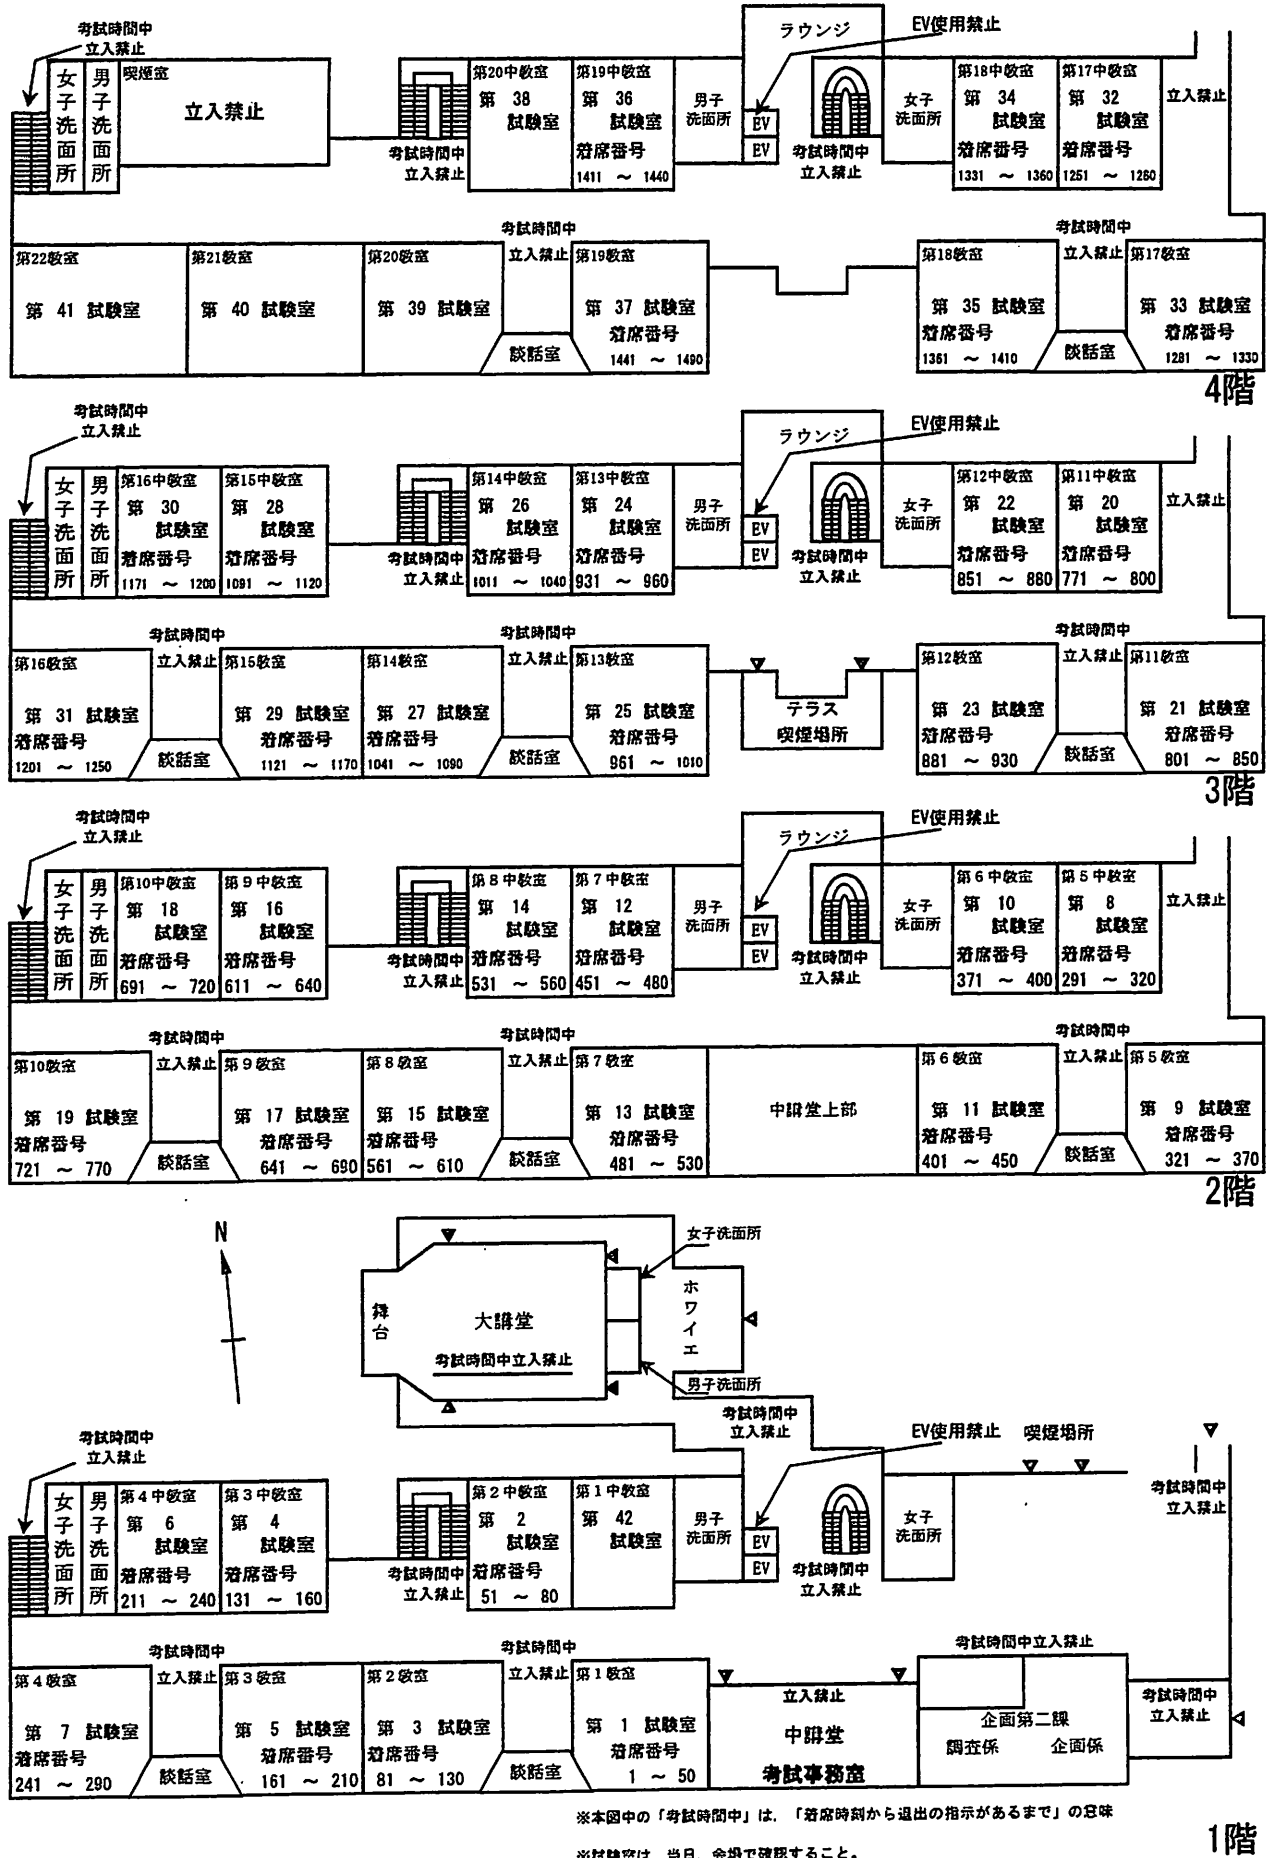 考試時間中
立入禁止
女子洗面所
男子洗面所
喫煙室
立入禁止
考試時間中
立入禁止
第20中教室
第 38
試験室
第19中教室
第 36
試験室
着席番号
1411 ～ 1440
男子
洗面所
ラウンジ
EV使用禁止
EV
EV
考試時間中
立入禁止
女子
洗面所
第18中教室
第 34
試験室
着席番号
1331 ～ 1360
第17中教室
第 32
試験室
着席番号
1251 ～ 1280
立入禁止
第22教室
第 41 試験室
第21教室
第 40 試験室
第20教室
第 39 試験室
考試時間中
立入禁止
談話室
第19教室
第 37 試験室
着席番号
1441 ～ 1490
第18教室
第 35 試験室
着席番号
1361 ～ 1410
考試時間中
立入禁止
談話室
第17教室
第 33 試験室
着席番号
1281 ～ 1330
4階
考試時間中
立入禁止
女子洗面所
男子洗面所
第16中教室
第 30
試験室
着席番号
1171 ～ 1200
第15中教室
第 28
試験室
着席番号
1091 ～ 1120
考試時間中
立入禁止
第14中教室
第 26
試験室
着席番号
1011 ～ 1040
第13中教室
第 24
試験室
着席番号
931 ～ 960
男子
洗面所
ラウンジ
EV使用禁止
EV
EV
考試時間中
立入禁止
女子
洗面所
第12中教室
第 22
試験室
着席番号
851 ～ 880
第11中教室
第 20
試験室
着席番号
771 ～ 800
立入禁止
第16教室
第 31 試験室
着席番号
1201 ～ 1250
考試時間中
立入禁止
談話室
第15教室
第 29 試験室
着席番号
1121 ～ 1170
第14教室
第 27 試験室
着席番号
1041 ～ 1090
考試時間中
立入禁止
談話室
第13教室
第 25 試験室
着席番号
961 ～ 1010
テラス
喫煙場所
第12教室
第 23 試験室
着席番号
881 ～ 930
考試時間中
立入禁止
談話室
第11教室
第 21 試験室
着席番号
801 ～ 850
3階
考試時間中
立入禁止
女子洗面所
男子洗面所
第10中教室
第 18
試験室
着席番号
691 ～ 720
第9中教室
第 16
試験室
着席番号
611 ～ 640
考試時間中
立入禁止
第8中教室
第 14
試験室
着席番号
531 ～ 560
第7中教室
第 12
試験室
着席番号
451 ～ 480
男子
洗面所
ラウンジ
EV使用禁止
EV
EV
考試時間中
立入禁止
女子
洗面所
第6中教室
第 10
試験室
着席番号
371 ～ 400
第5中教室
第 8
試験室
着席番号
291 ～ 320
立入禁止
第10教室
第 19 試験室
着席番号
721 ～ 770
考試時間中
立入禁止
談話室
第9教室
第 17 試験室
着席番号
641 ～ 690
第8教室
第 15 試験室
着席番号
561 ～ 610
考試時間中
立入禁止
談話室
第7教室
第 13 試験室
着席番号
481 ～ 530
中講堂上部
第6教室
第 11 試験室
着席番号
401 ～ 450
考試時間中
立入禁止
談話室
第5教室
第 9 試験室
着席番号
321 ～ 370
2階
N
舞台
大講堂
考試時間中立入禁止
女子洗面所
ホワイエ
男子洗面所
考試時間中
立入禁止
考試時間中
立入禁止
女子洗面所
男子洗面所
第4中教室
第 6
試験室
着席番号
211 ～ 240
第3中教室
第 4
試験室
着席番号
131 ～ 160
考試時間中
立入禁止
第2中教室
第 2
試験室
着席番号
51 ～ 80
第1中教室
第 42
試験室
男子
洗面所
EV使用禁止
EV
EV
考試時間中
立入禁止
女子
洗面所
喫煙場所
考試時間中
立入禁止
第4教室
第 7 試験室
着席番号
241 ～ 290
考試時間中
立入禁止
談話室
第3教室
第 5 試験室
着席番号
161 ～ 210
第2教室
第 3 試験室
着席番号
81 ～ 130
考試時間中
立入禁止
談話室
第1教室
第 1 試験室
着席番号
1 ～ 50
立入禁止
中講堂
考試事務室
考試時間中立入禁止
企画第二課
調査係 企画係
考試時間中
立入禁止
※本図中の「考試時間中」は、「着席時刻から退出の指示があるまで」の意味
※試験室は、当日、会場で確認すること。
1階